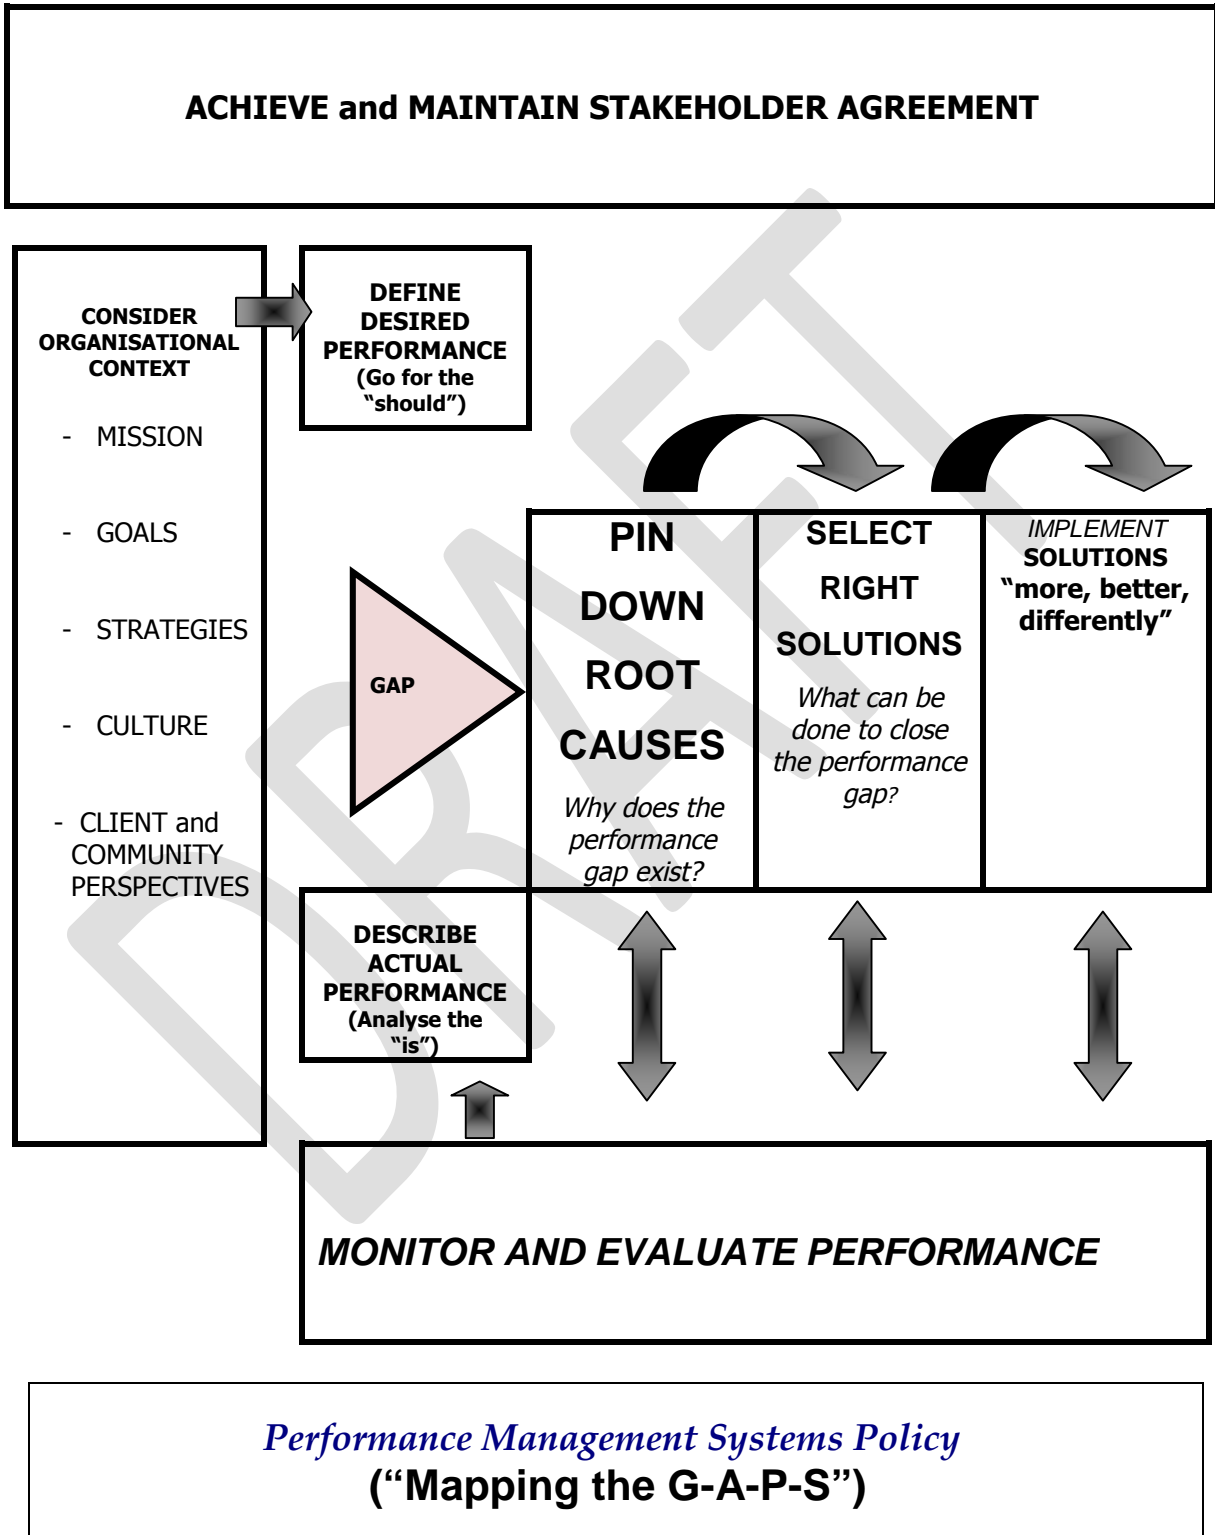 ACHIEVE and MAINTAIN STAKEHOLDER AGREEMENT
CONSIDER
ORGANISATIONAL
CONTEXT
- MISSION
- GOALS
- STRATEGIES
- CULTURE
- CLIENT and
COMMUNITY
PERSPECTIVES
DEFINE
DESIRED
PERFORMANCE
(Go for the
“should”)
GAP
PIN
DOWN
ROOT
CAUSES
Why does the
performance
gap exist?
SELECT
RIGHT
SOLUTIONS
What can be
done to close
the performance
gap?
IMPLEMENT
SOLUTIONS
“more, better,
differently”
DESCRIBE
ACTUAL
PERFORMANCE
(Analyse the
“is”)
MONITOR AND EVALUATE PERFORMANCE
Performance Management Systems Policy
(“Mapping the G-A-P-S”)
DRAFT